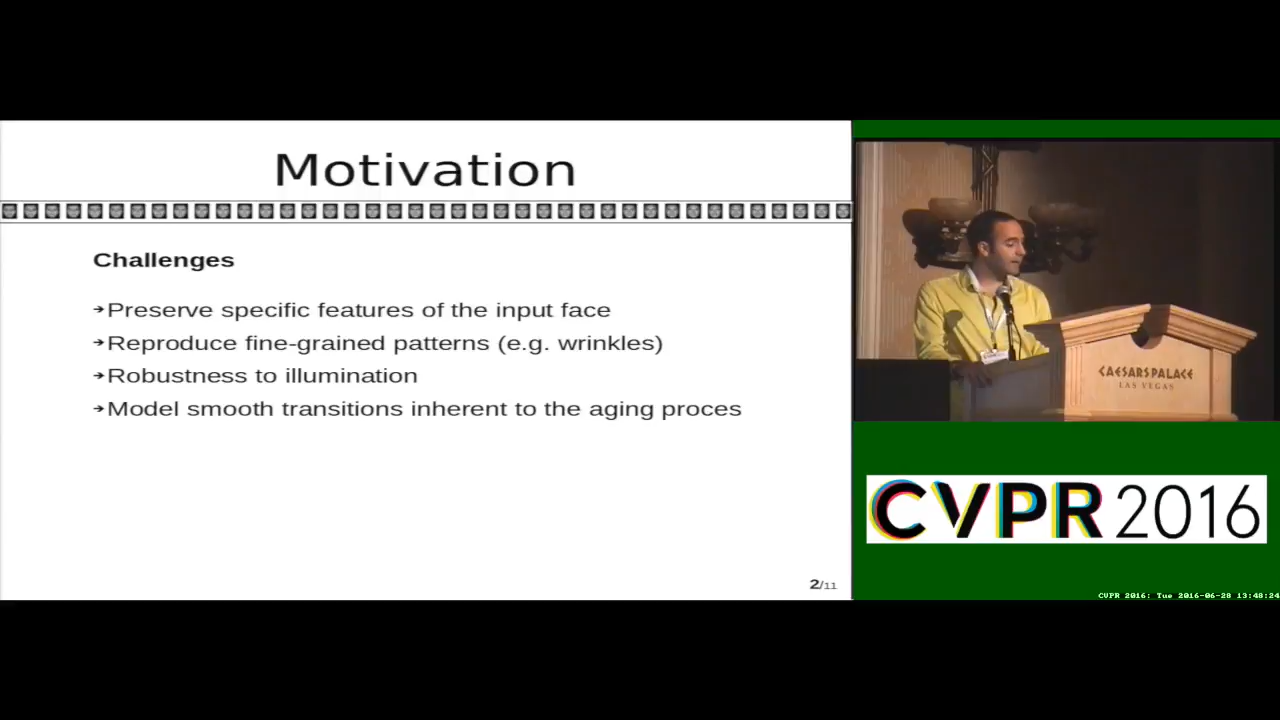 Motivation
Challenges
➔Preserve specific features of the input face
➔Reproduce fine-grained patterns (e.g. wrinkles)
➔Robustness to illumination
➔Model smooth transitions inherent to the aging proces
2/11
CAESARS PALACE
LAS VEGAS
CVPR 2016
CVPR 2016: Tue 2016-06-28 13:48:24